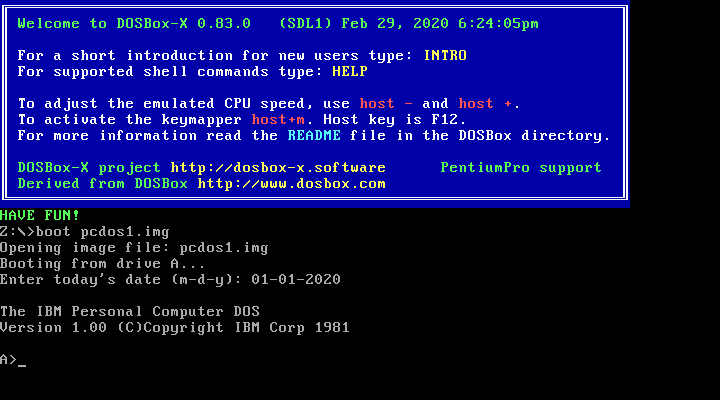 Welcome to DOSBox-X 0.83.0   (SDL1) Feb 29, 2020 6:24:05pm
For a short introduction for new users type: INTRO
For supported shell commands type: HELP
To adjust the emulated CPU speed, use host - and host +.
To activate the keymapper host+m. Host key is F12.
For more information read the README file in the DOSBox directory.
DOSBox-X project http://dosbox-x.software      PentiumPro support
Derived from DOSBox http://www.dosbox.com
HAVE FUN!
Z:\>boot pcdos1.img
Opening image file: pcdos1.img
Booting from drive A...
Enter today's date (m-d-y): 01-01-2020
The IBM Personal Computer DOS
Version 1.00 (C)Copyright IBM Corp 1981
A>_